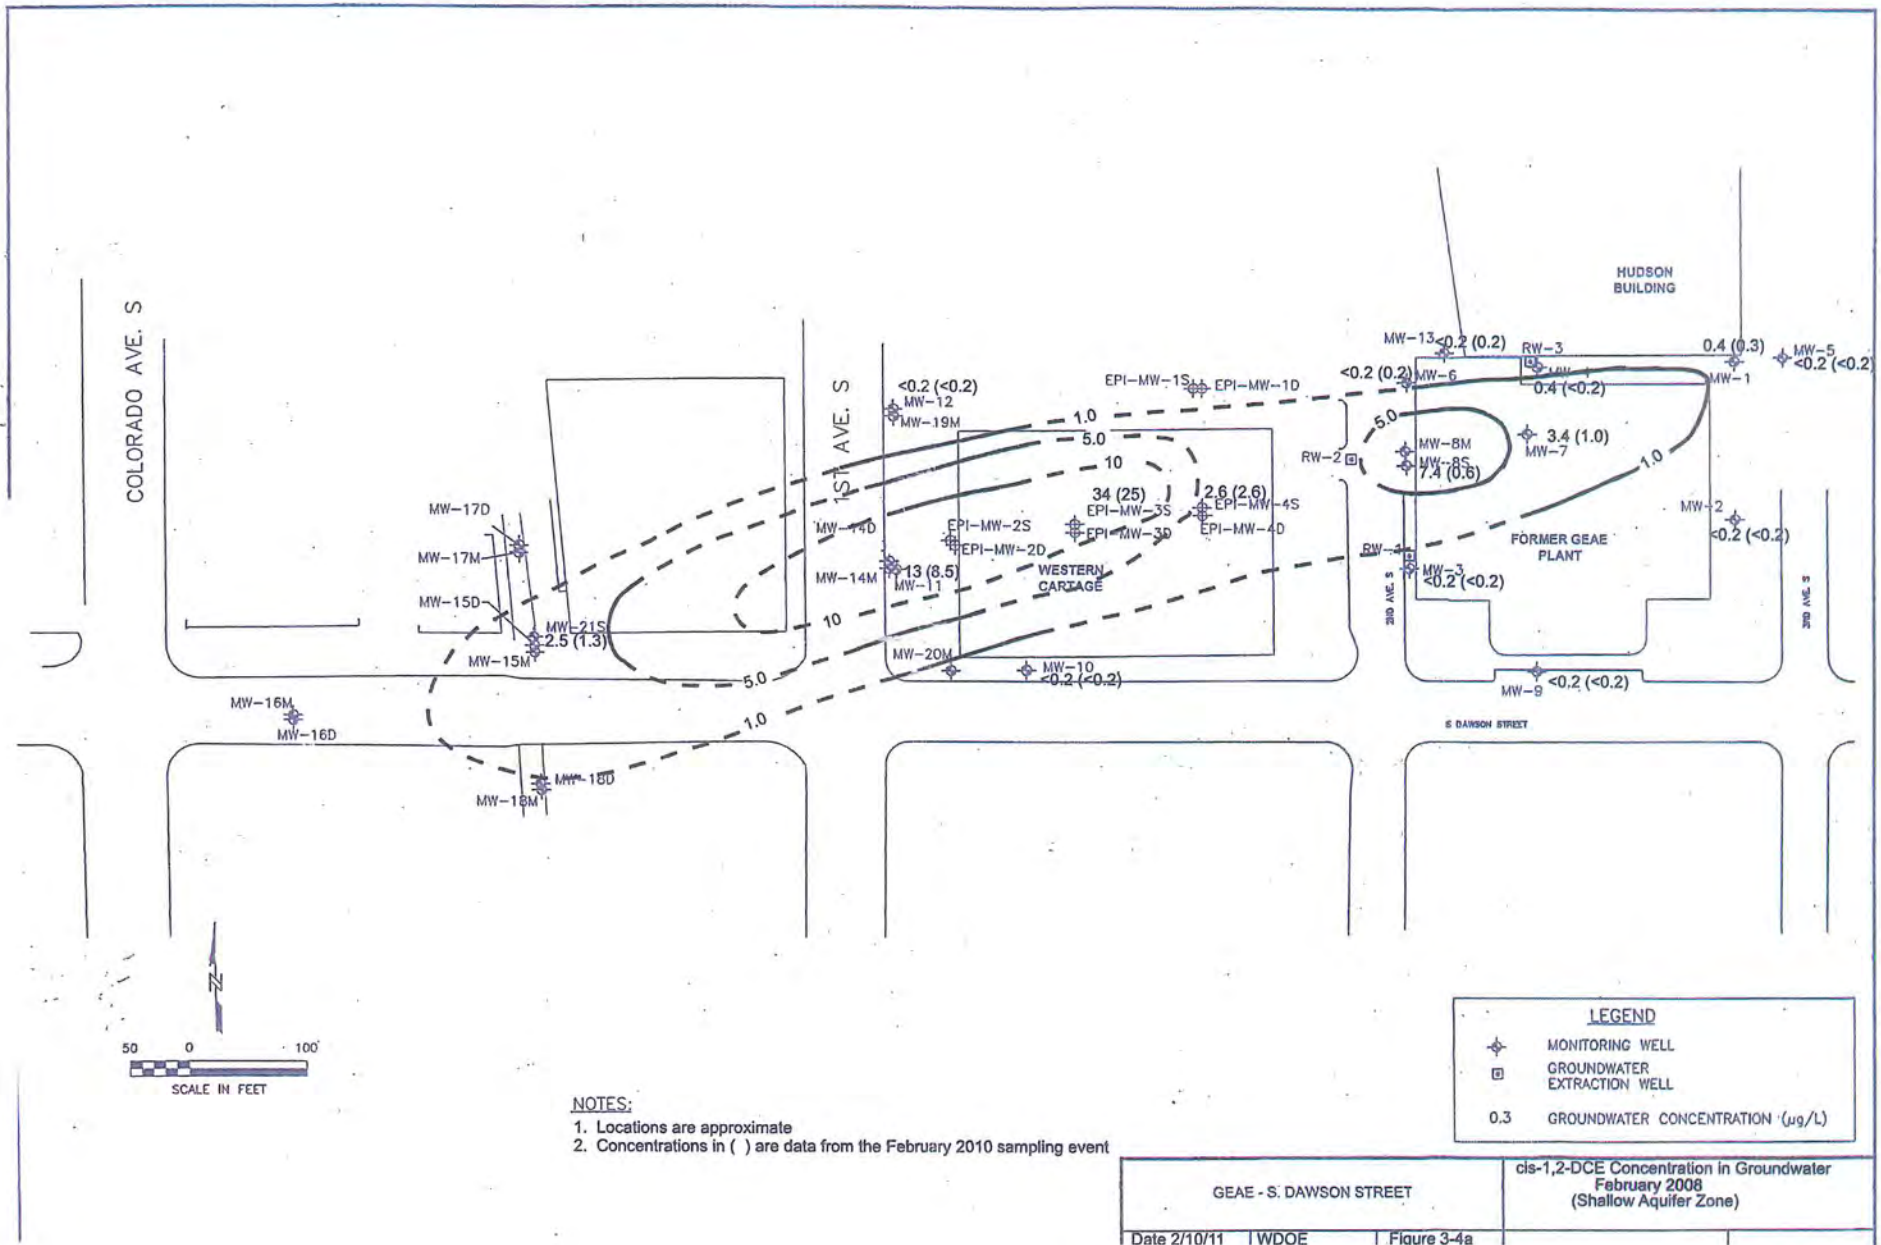 HUDSON
BUILDING
COLORADO AVE. S
1ST AVE. S
MW-13
<0.2 (0.2)
RW-3
0.4 (0.3)
MW-5
<0.2 (<0.2)
MW-1
<0.2 (0.2)
MW-6
0.4 (<0.2)
EPI-MW-1S
EPI-MW-1D
<0.2 (<0.2)
MW-12
MW-19M
1.0
5.0
10
5.0
3.4 (1.0)
MW-7
MW-8M
MW-8S
7.4 (0.6)
RW-2
1.0
34 (25)
EPI-MW-3S
EPI-MW-3D
2.6 (2.6)
EPI-MW-4S
EPI-MW-4D
MW-17D
MW-17M
MW-14D
EPI-MW-2S
EPI-MW-2D
MW-2
<0.2 (<0.2)
FORMER GEAE
PLANT
MW-14M
13 (8.5)
MW-11
WESTERN
CARTAGE
RW-1
MW-3
<0.2 (<0.2)
2ND AVE. S
3RD AVE. S
MW-15D
MW-21S
2.5 (1.3)
MW-15M
10
5.0
MW-20M
MW-10
<0.2 (<0.2)
MW-9
<0.2 (<0.2)
MW-16M
MW-16D
1.0
S DAWSON STREET
MW-18D
MW-18M
N
50 0 100'
SCALE IN FEET
LEGEND
MONITORING WELL
GROUNDWATER
EXTRACTION WELL
0.3 GROUNDWATER CONCENTRATION (µg/L)
NOTES:
1. Locations are approximate
2. Concentrations in ( ) are data from the February 2010 sampling event
GEAE - S. DAWSON STREET
cis-1,2-DCE Concentration in Groundwater
February 2008
(Shallow Aquifer Zone)
Date 2/10/11
WDOE
Figure 3-4a